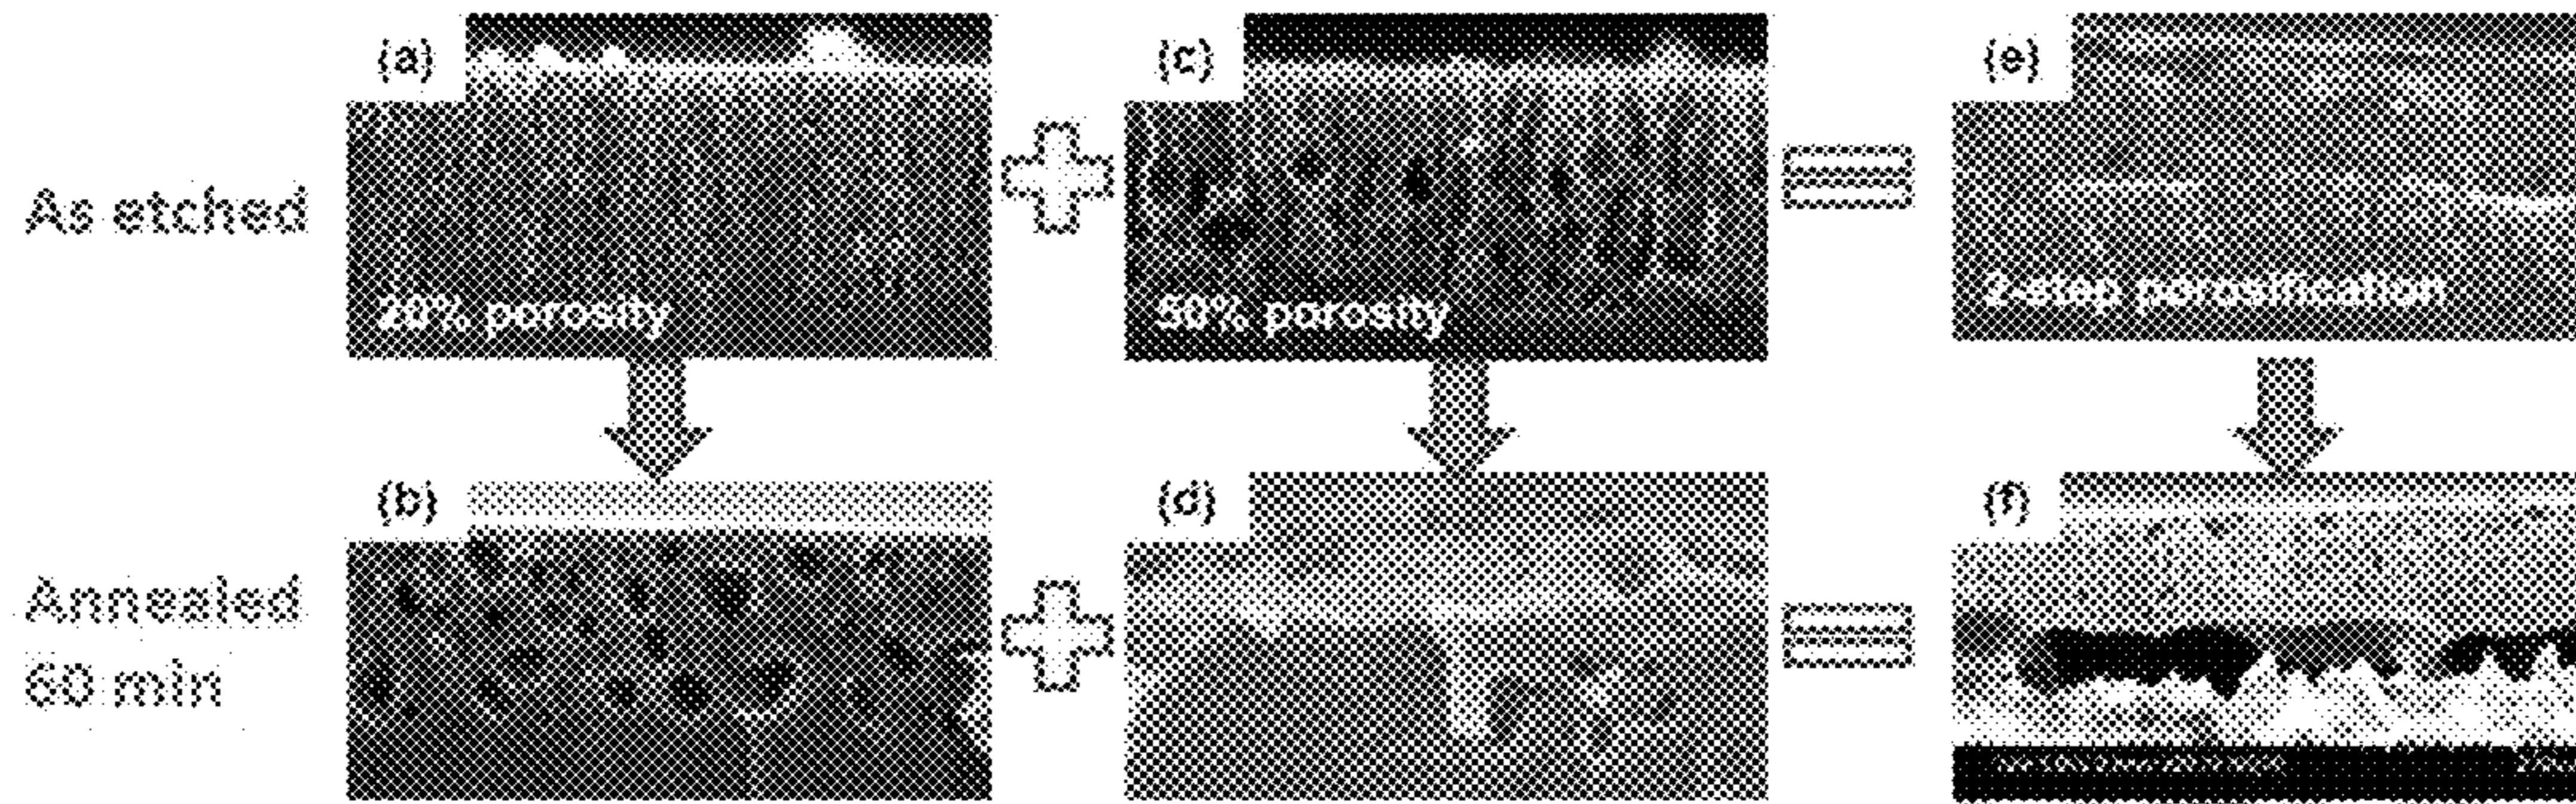 (a)
(c)
(e)
As etched
20% porosity
50% porosity
2-step porosification
(b)
(d)
(f)
Annealed
60 min